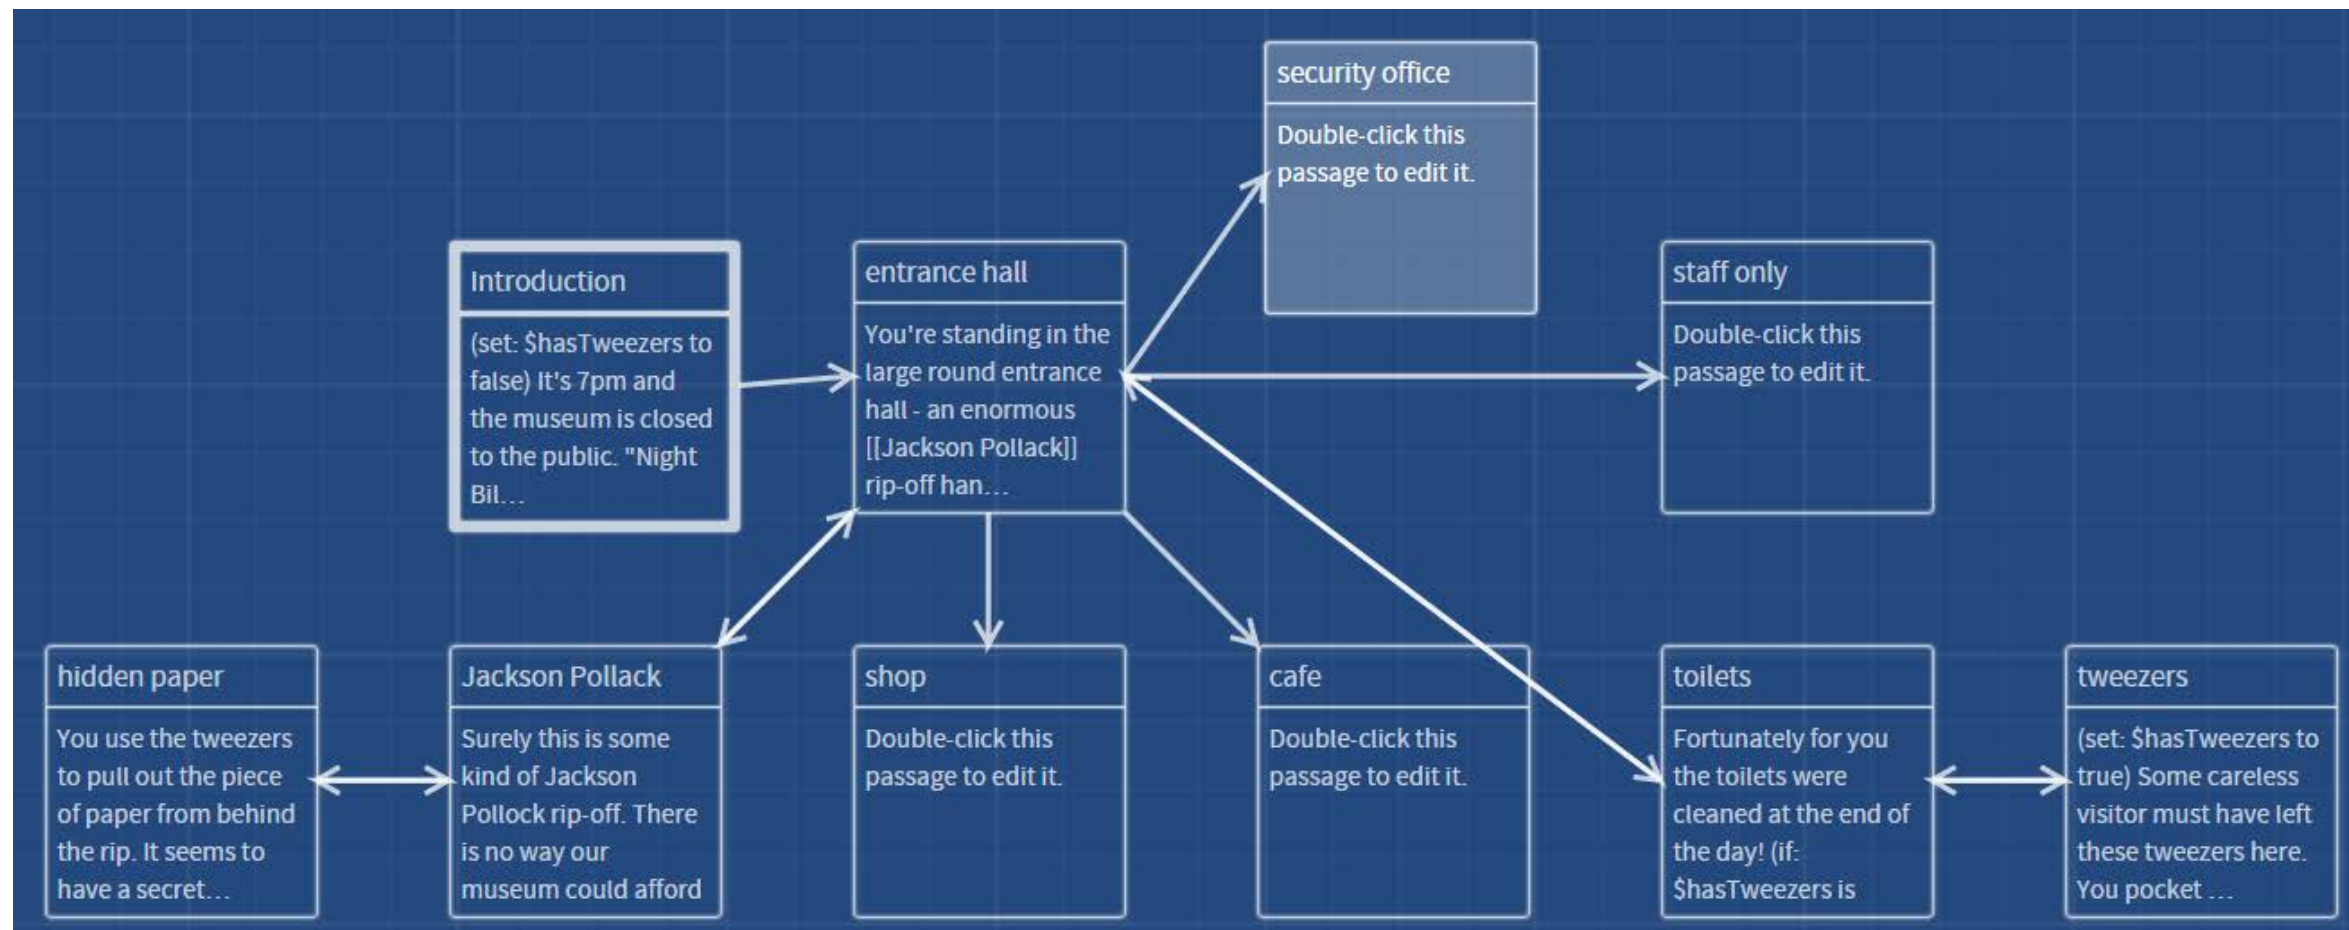 security office
Double-click this
passage to edit it.
Introduction
(set: $hasTweezers to
false) It's 7pm and
the museum is closed
to the public. "Night
Bil...
entrance hall
You're standing in the
large round entrance
hall - an enormous
[[Jackson Pollack]]
rip-off han...
staff only
Double-click this
passage to edit it.
hidden paper
You use the tweezers
to pull out the piece
of paper from behind
the rip. It seems to
have a secret...
Jackson Pollack
Surely this is some
kind of Jackson
Pollock rip-off. There
is no way our
museum could afford
shop
Double-click this
passage to edit it.
cafe
Double-click this
passage to edit it.
toilets
Fortunately for you
the toilets were
cleaned at the end of
the day! (if:
$hasTweezers is
tweezers
(set: $hasTweezers to
true) Some careless
visitor must have left
these tweezers here.
You pocket ...